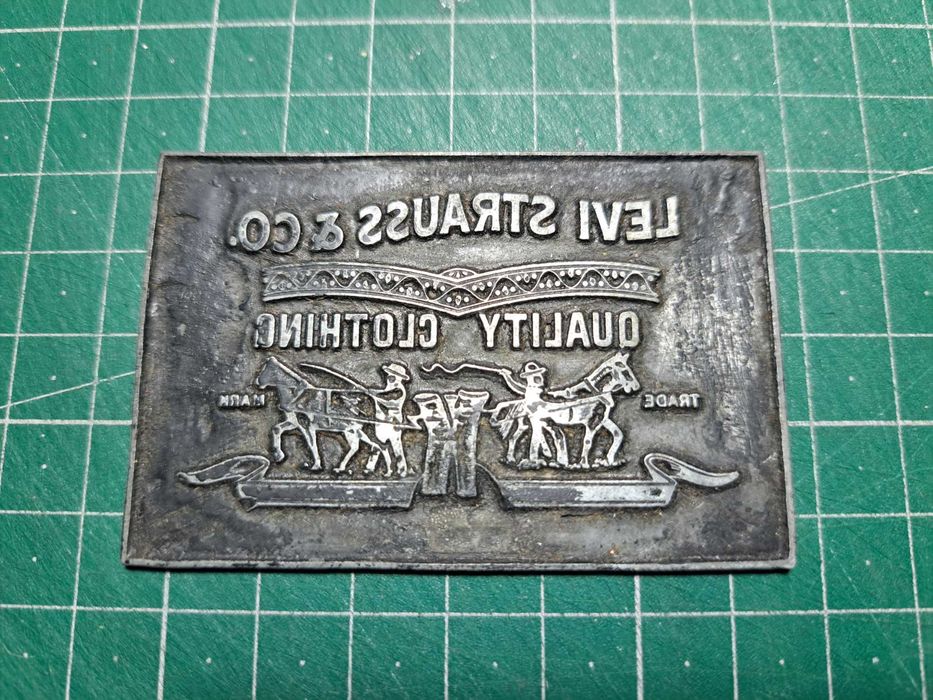 LEVI STRAUSS & CO.
QUALITY CLOTHING
TRADE MARK